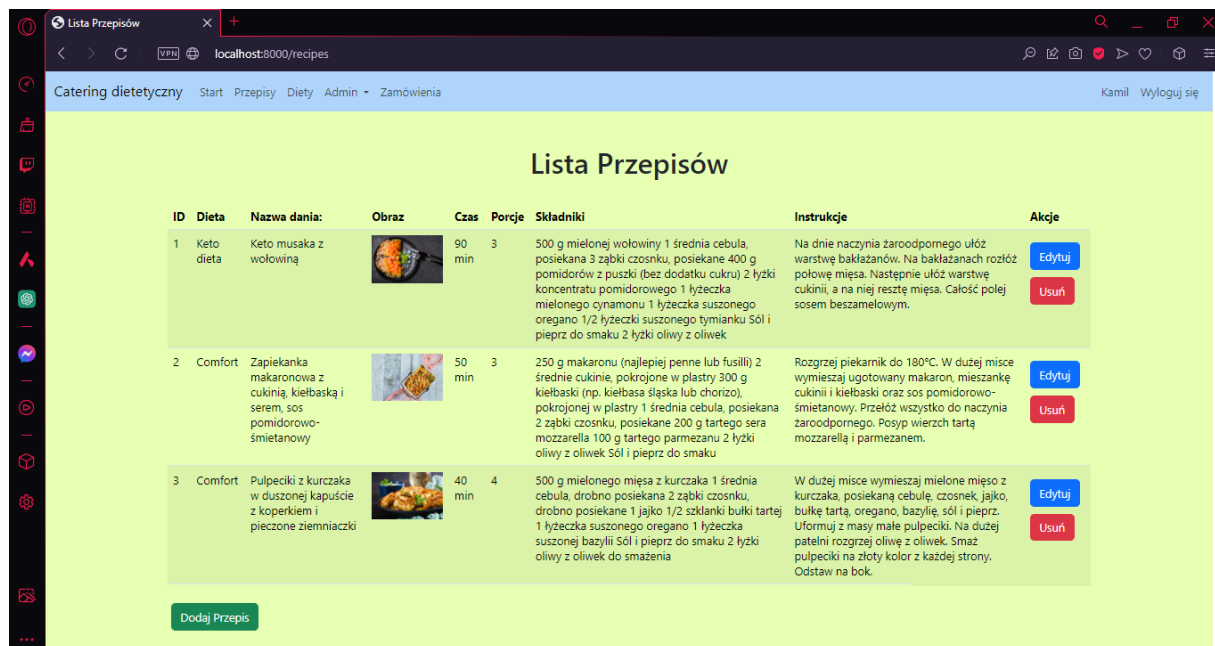 Lista Przepisów
VPN localhost:8000/recipes
Catering dietetyczny Start Przepisy Diety Admin Zamówienia Kamil Wyloguj się
Lista Przepisów
ID Dieta Nazwa dania: Obraz Czas Porcje Składniki Instrukcje Akcje
1
Keto
dieta
Keto musaka z
wołowiną
90
min
3
500 g mielonej wołowiny 1 średnia cebula,
posiekana 3 ząbki czosnku, posiekane 400 g
pomidorów z puszki (bez dodatku cukru) 2 łyżki
koncentratu pomidorowego 1 łyżeczka
mielonego cynamonu 1 łyżeczka suszonego
oregano 1/2 łyżeczki suszonego tymianku Sól i
pieprz do smaku 2 łyżki oliwy z oliwek
Na dnie naczynia żaroodpornego ułóż
warstwę bakłażanów. Na bakłażanach rozłóż
połowę mięsa. Następnie ułóż warstwę
cukinii, a na niej resztę mięsa. Całość polej
sosem beszamelowym.
Edytuj
Usuń
2
Comfort
Zapiekanka
makaronowa z
cukinią, kiełbaską i
serem, sos
pomidorowo-
śmietanowy
50
min
3
250 g makaronu (najlepiej penne lub fusilli) 2
średnie cukinie, pokrojone w plastry 300 g
kiełbaski (np. kiełbasa śląska lub chorizo),
pokrojonej w plastry 1 średnia cebula, posiekana
2 ząbki czosnku, posiekane 200 g tartego sera
mozzarella 100 g tartego parmezanu 2 łyżki
oliwy z oliwek Sól i pieprz do smaku
Rozgrzej piekarnik do 180°C. W dużej misce
wymieszaj ugotowany makaron, mieszankę
cukinii i kiełbaski oraz sos pomidorowo-
śmietanowy. Przełóż wszystko do naczynia
żaroodpornego. Posyp wierzch tartą
mozzarellą i parmezanem.
Edytuj
Usuń
3
Comfort
Pulpeciki z kurczaka
w duszonej kapuście
z koperkiem i
pieczone ziemniaczki
40
min
4
500 g mielonego mięsa z kurczaka 1 średnia
cebula, drobno posiekana 2 ząbki czosnku,
drobno posiekane 1 jajko 1/2 szklanki bułki tartej
1 łyżeczka suszonego oregano 1 łyżeczka
suszonej bazylii Sól i pieprz do smaku 2 łyżki
oliwy z oliwek do smażenia
W dużej misce wymieszaj mielone mięso z
kurczaka, posiekaną cebulę, czosnek, jajko,
bułkę tartą, oregano, bazylię, sól i pieprz.
Uformuj z masy małe pulpeciki. Na dużej
patelni rozgrzej oliwę z oliwek. Smaż
pulpeciki na złoty kolor z każdej strony.
Odstaw na bok.
Edytuj
Usuń
Dodaj Przepis